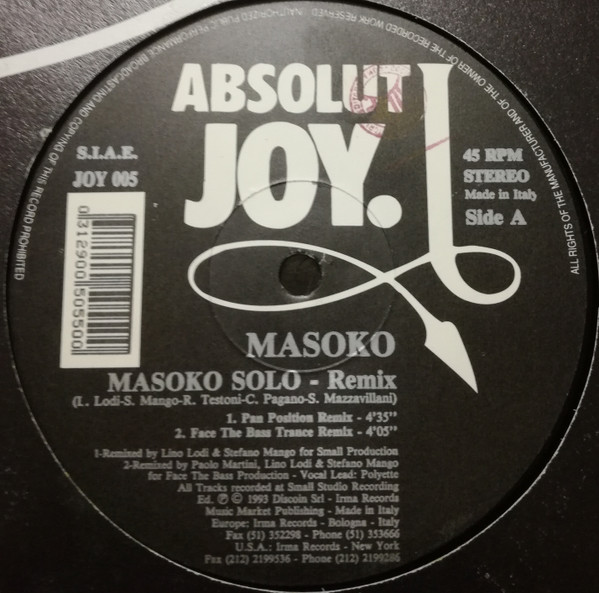 ALL RIGHTS OF THE MANUFACTURER AND OF THE OWNER OF THE RECORDED WORK RESERVED UNAUTHORIZED PUBLIC PERFORMANCE BROADCASTING AND COPYING OF THIS RECORD PROHIBITED
ABSOLUT
JOY.
S.I.A.E.
JOY 005
45 RPM
STEREO
Made in Italy
Side A
0 312900 505500
MASOKO
MASOKO SOLO - Remix
(L. Lodi-S. Mango-R. Testoni-C. Pagano-S. Mazzavillani)
1. Pan Position Remix - 4'35"
2. Face The Bass Trance Remix - 4'05"
1-Remixed by Lino Lodi & Stefano Mango for Small Production
2-Remixed by Paolo Martini, Lino Lodi & Stefano Mango
for Face The Bass Production - Vocal Lead: Polyette
All Tracks recorded at Small Studio Recording
Ed. ℗ © 1993 Discoin Srl - Irma Records
Music Market Publishing - Made in Italy
Europe: Irma Records - Bologna - Italy
Fax (51) 352298 - Phone (51) 353666
U.S.A.: Irma Records - New York
Fax (212) 2199536 - Phone (212) 2199286